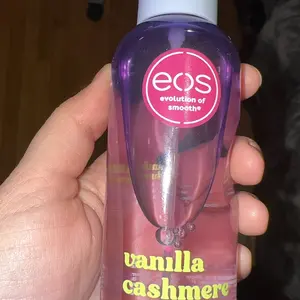 eos
evolution of
smooth®
vanilla
cashmere